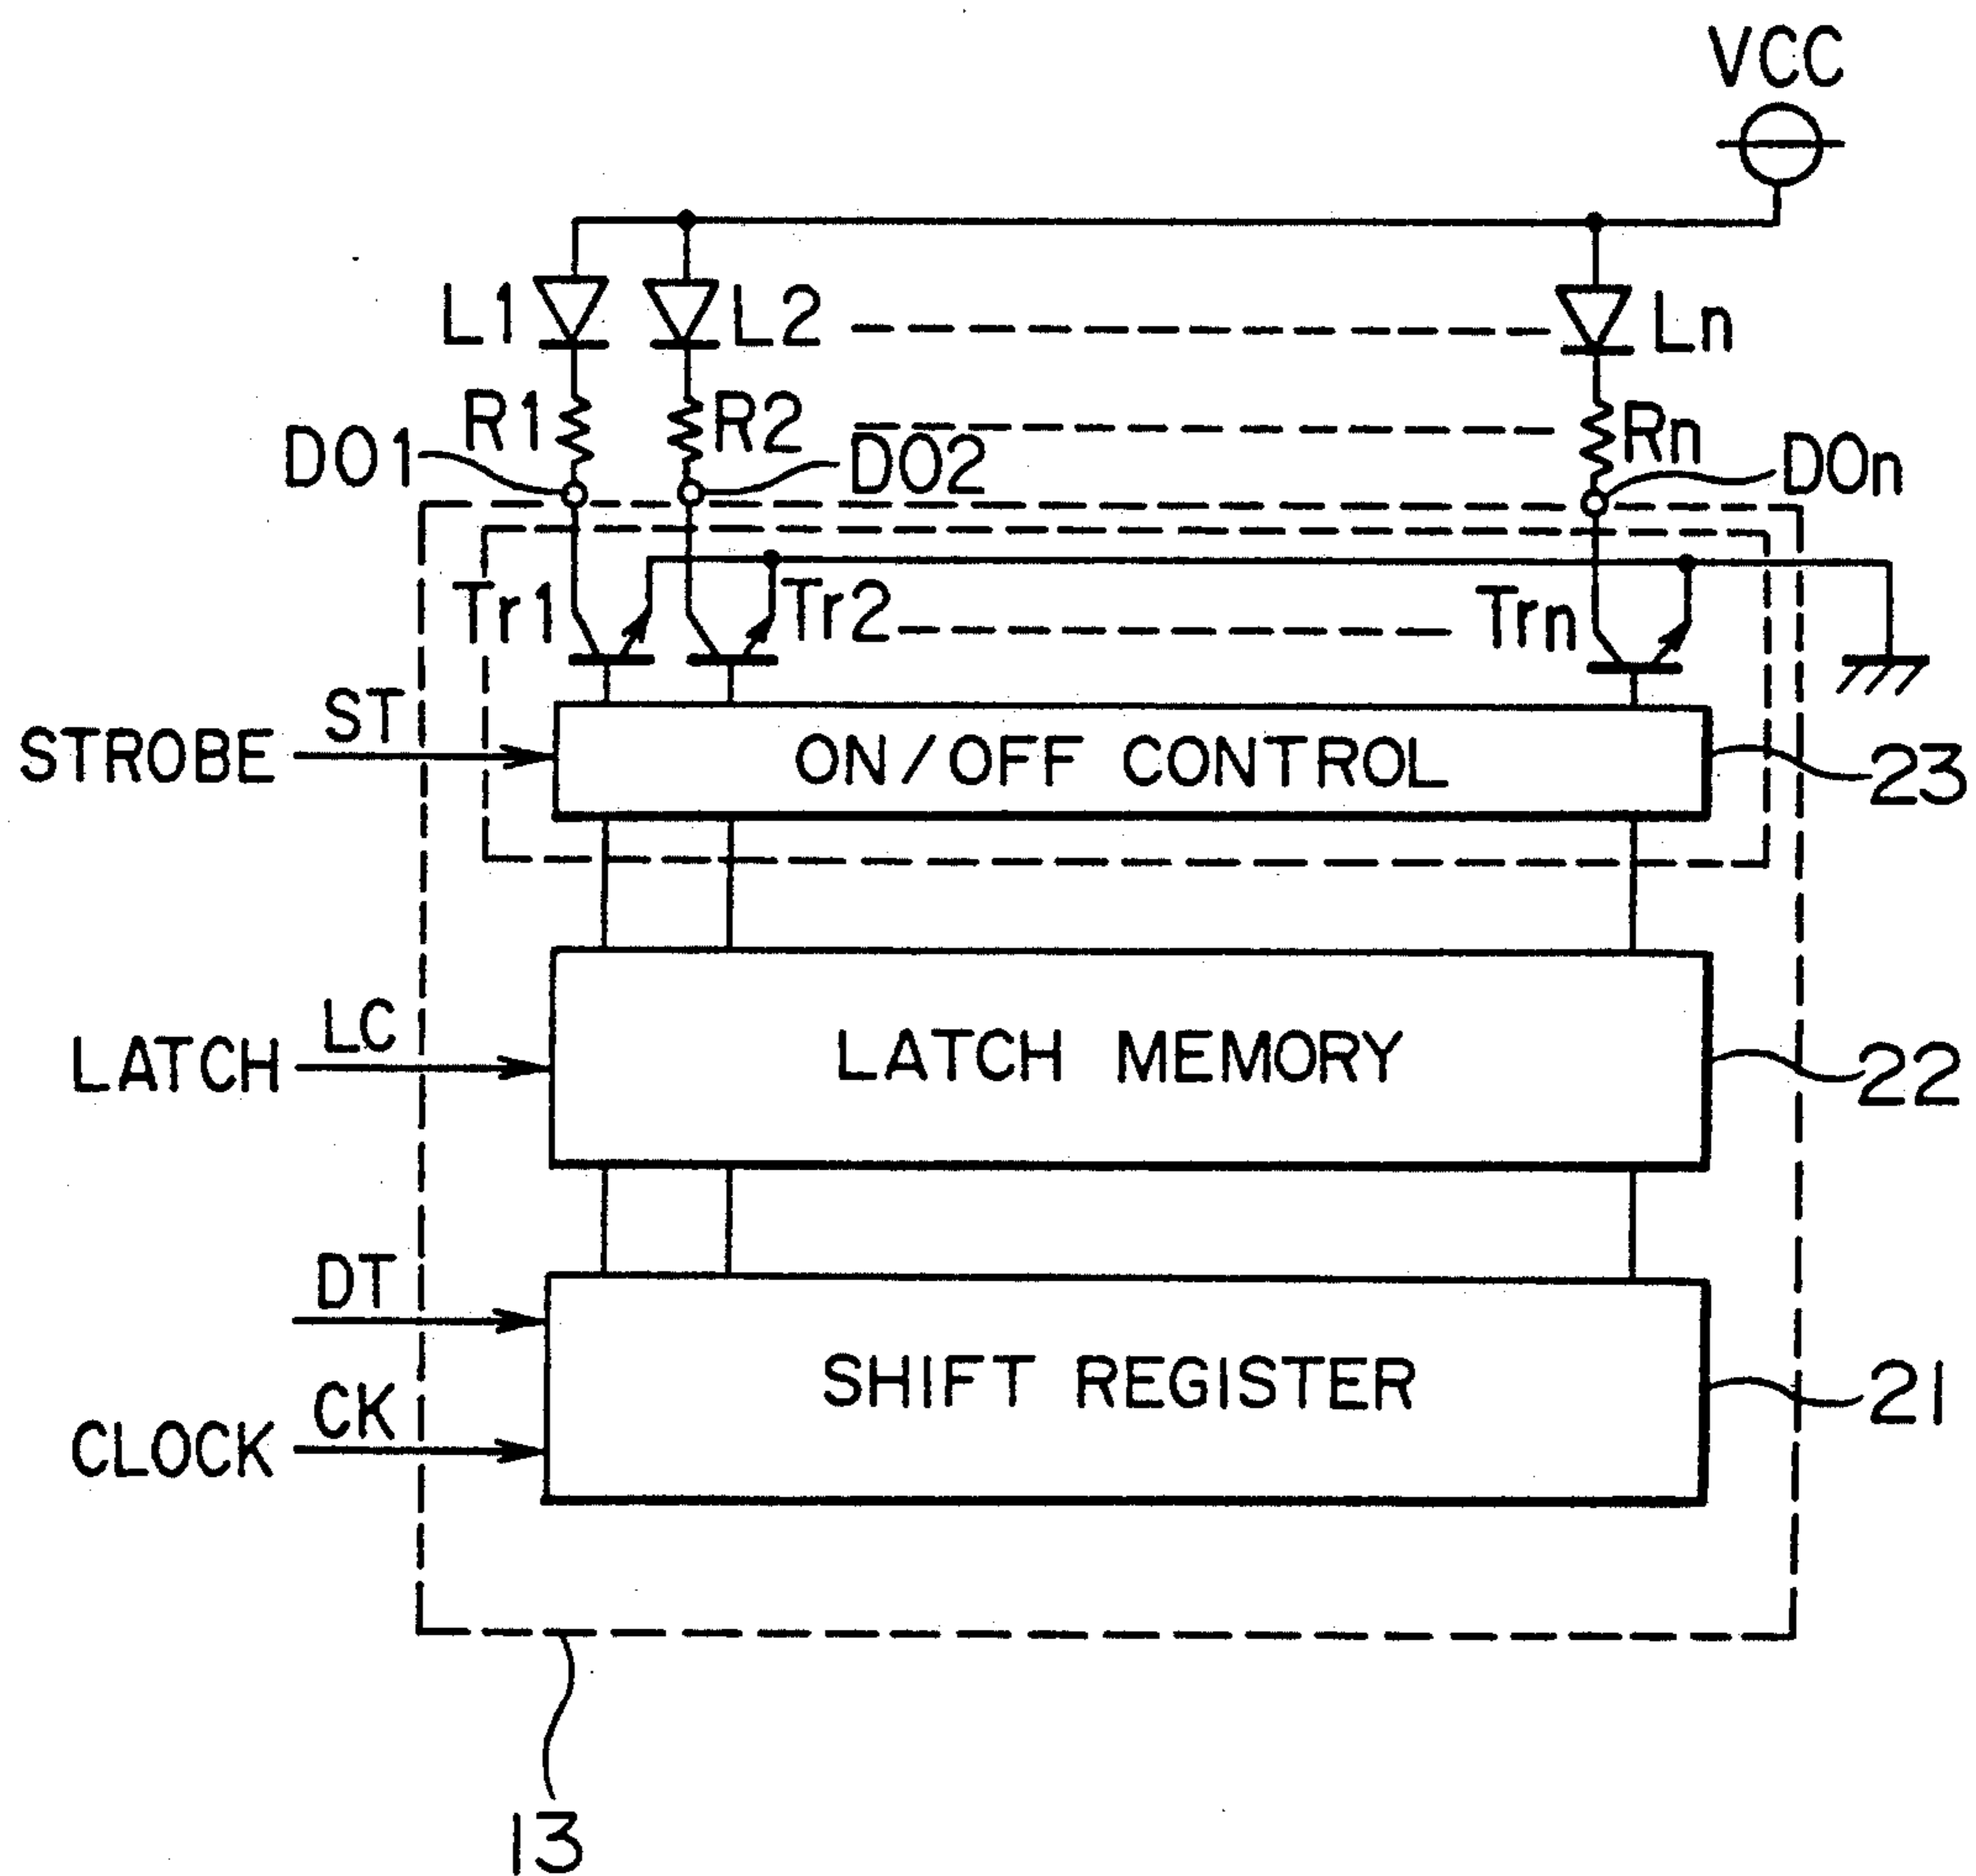 VCC
L1 L2 Ln
R1 R2 Rn
DO1 DO2 DOn
Tr1 Tr2 Trn
ST
STROBE ON/OFF CONTROL 23
LC
LATCH LATCH MEMORY 22
DT
SHIFT REGISTER 21
CK
CLOCK
13